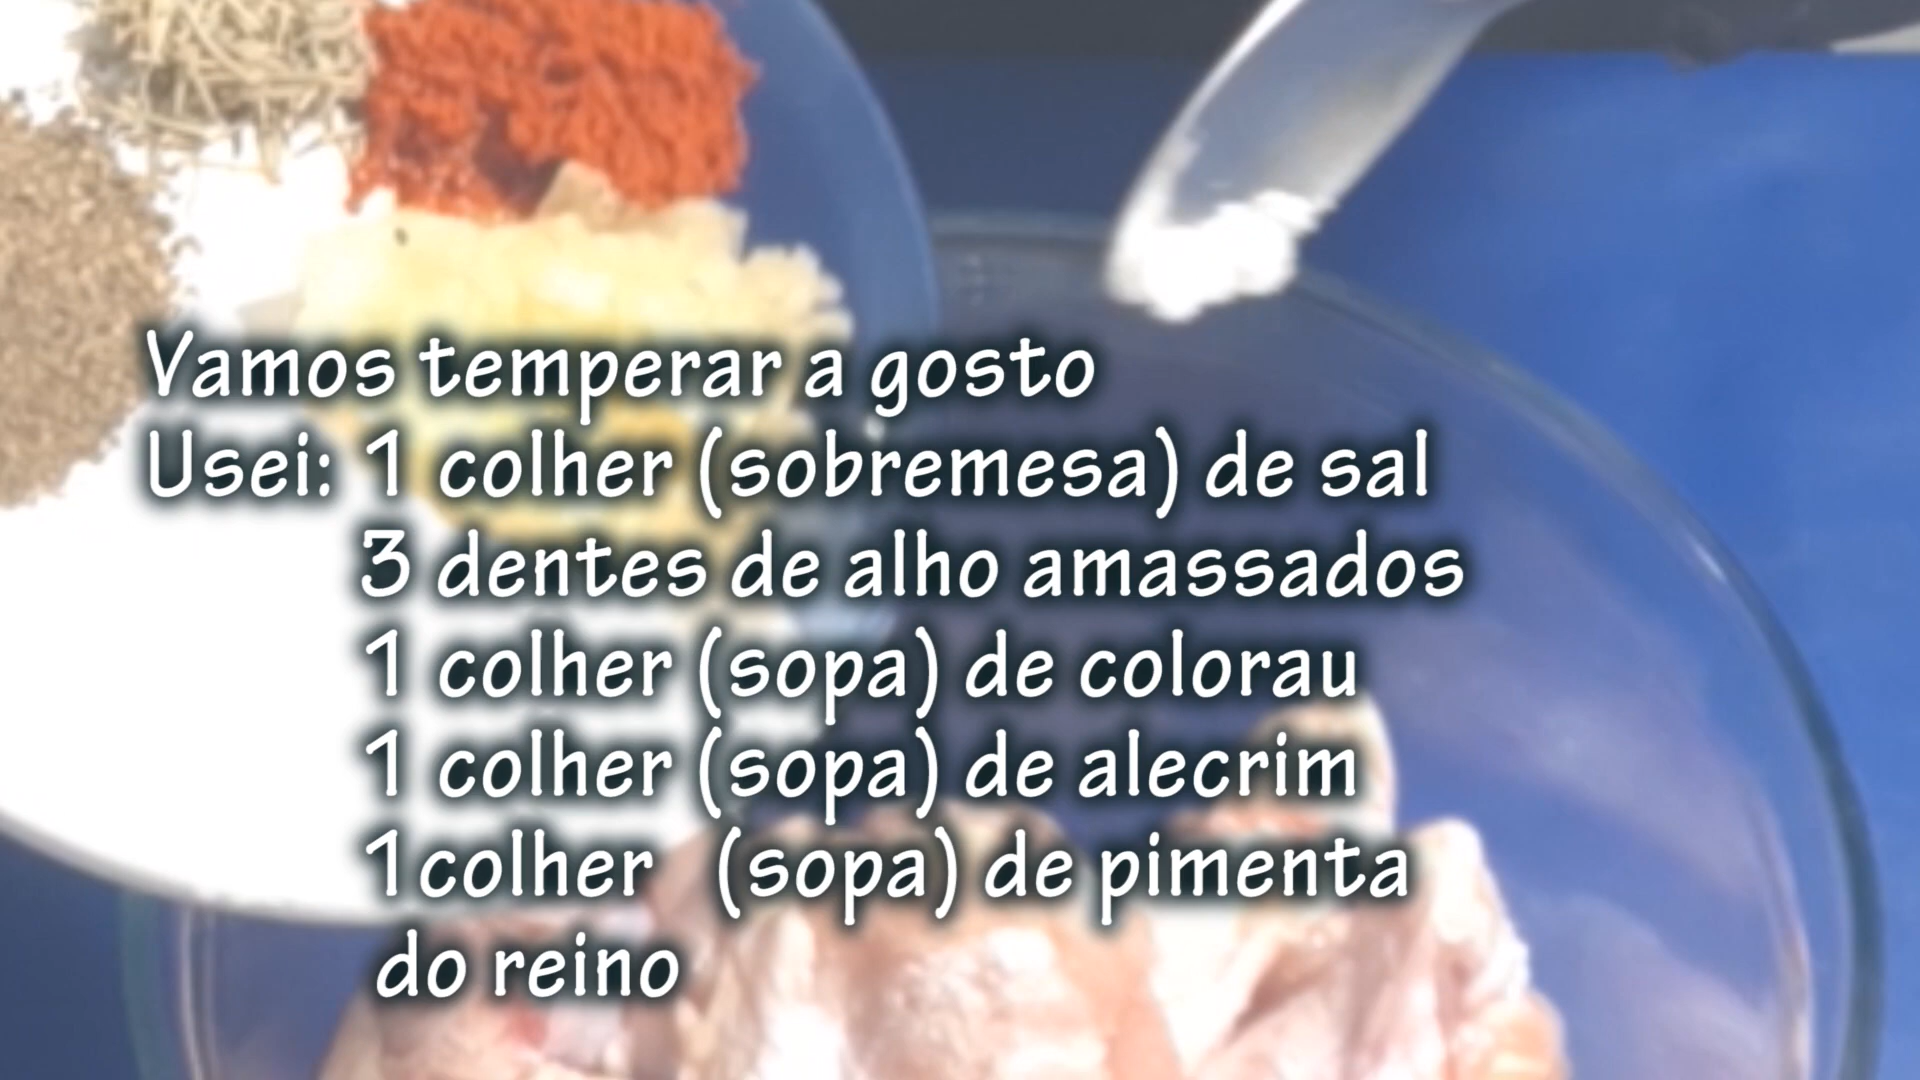 Vamos temperar a gosto
Usei: 1 colher (sobremesa) de sal
3 dentes de alho amassados
1 colher (sopa) de colorau
1 colher (sopa) de alecrim
1colher (sopa) de pimenta
do reino